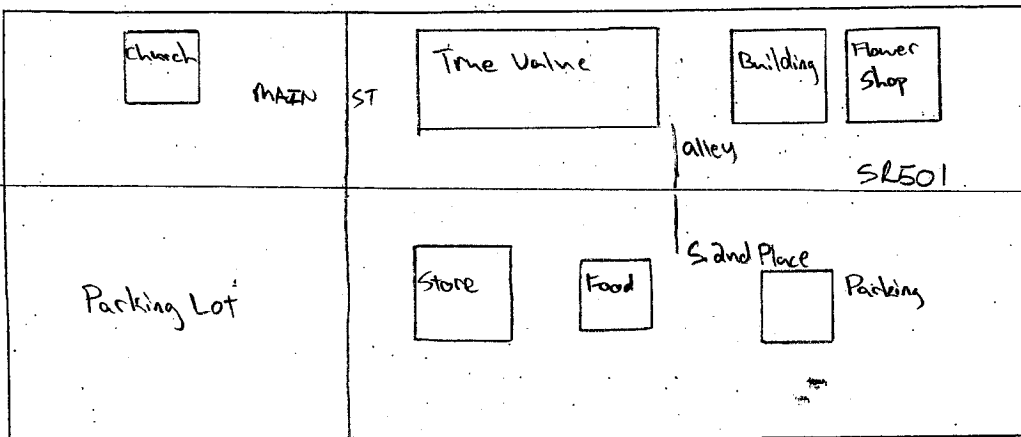 Church
True Value
Building
Flower
Shop
MAIN ST
alley
SR501
S. 2nd Place
Store
Food
Parking
Parking Lot